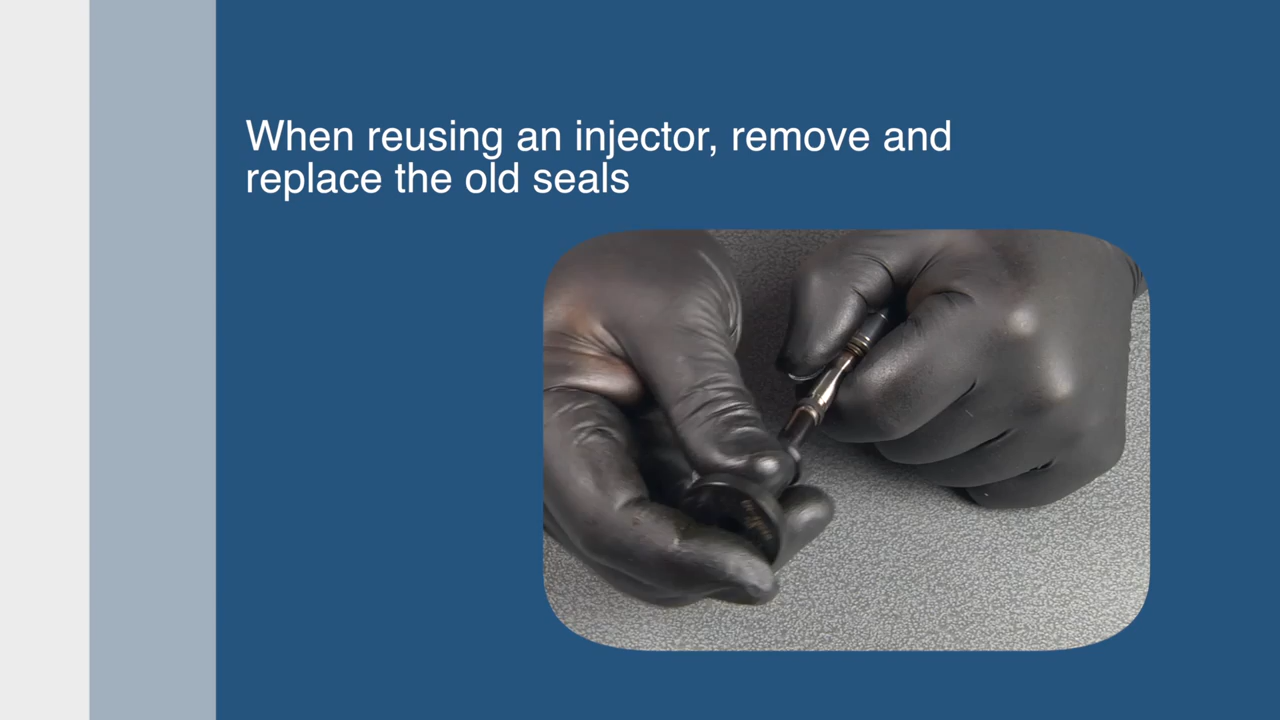 When reusing an injector, remove and
replace the old seals